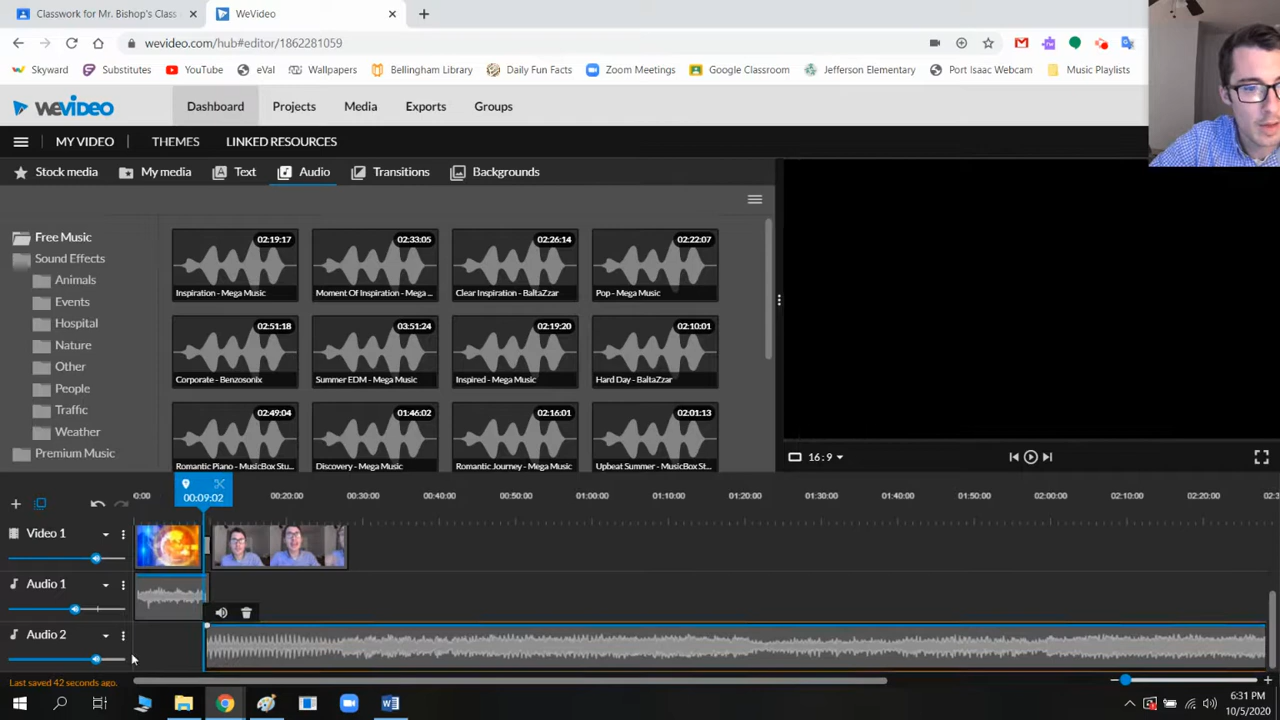 Classwork for Mr. Bishop's Class
WeVideo
wevideo.com/hub#editor/1862281059
Skyward
Substitutes
YouTube
eVal
Wallpapers
Bellingham Library
Daily Fun Facts
Zoom Meetings
Google Classroom
Jefferson Elementary
Port Isaac Webcam
Music Playlists
WEVIDEO
Dashboard
Projects
Media
Exports
Groups
MY VIDEO
THEMES
LINKED RESOURCES
Stock media
My media
Text
Audio
Transitions
Backgrounds
Free Music
Sound Effects
Animals
Events
Hospital
Nature
Other
People
Traffic
Weather
Premium Music
02:19:17
Inspiration - Mega Music
02:33:05
Moment Of Inspiration - Mega ...
02:26:14
Clear Inspiration - BaltaZzar
02:22:07
Pop - Mega Music
02:51:18
Corporate - Benzosonix
03:51:24
Summer EDM - Mega Music
02:19:20
Inspired - Mega Music
02:10:01
Hard Day - BaltaZzar
02:49:04
Romantic Piano - MusicBox Stu...
01:46:02
Discovery - Mega Music
02:16:01
Romantic Journey - Mega Music
02:01:13
Upbeat Summer - MusicBox St...
16:9
0:00
00:09:02
00:20:00
00:30:00
00:40:00
00:50:00
01:00:00
01:10:00
01:20:00
01:30:00
01:40:00
01:50:00
02:00:00
02:10:00
02:20:00
Video 1
Audio 1
Audio 2
Last saved 42 seconds ago.
6:31 PM
10/5/2020